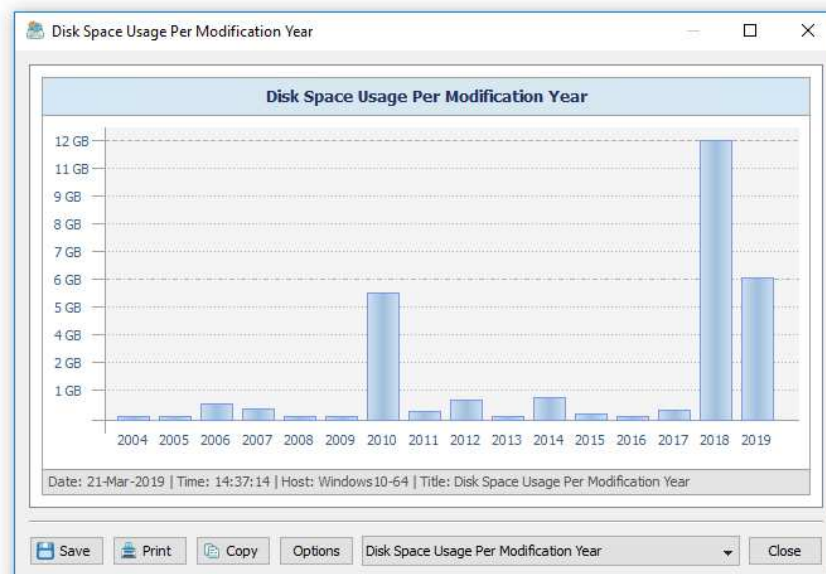 Disk Space Usage Per Modification Year
Disk Space Usage Per Modification Year
12 GB
11 GB
9 GB
8 GB
7 GB
6 GB
5 GB
4 GB
2 GB
1 GB
2004 2005 2006 2007 2008 2009 2010 2011 2012 2013 2014 2015 2016 2017 2018 2019
Date: 21-Mar-2019 | Time: 14:37:14 | Host: Windows10-64 | Title: Disk Space Usage Per Modification Year
Save Print Copy Options Disk Space Usage Per Modification Year Close